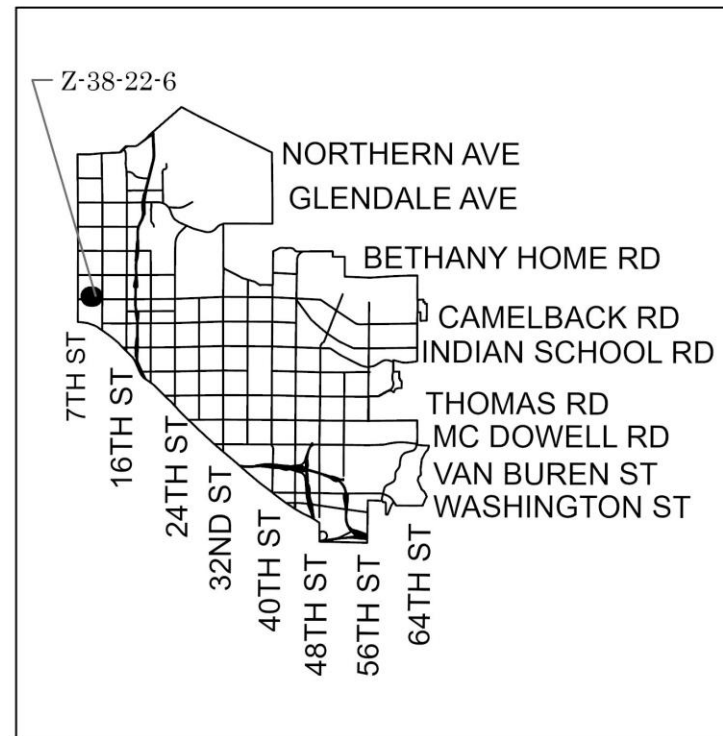 Z-38-22-6
NORTHERN AVE
GLENDALE AVE
BETHANY HOME RD
CAMELBACK RD
INDIAN SCHOOL RD
THOMAS RD
MC DOWELL RD
VAN BUREN ST
WASHINGTON ST
7TH ST
16TH ST
24TH ST
32ND ST
40TH ST
48TH ST
56TH ST
64TH ST